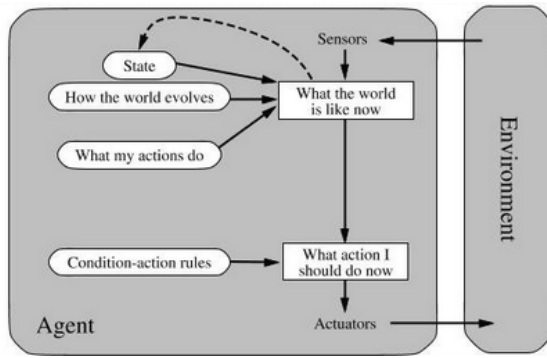 Sensors
State
How the world evolves
What the world
is like now
What my actions do
Condition-action rules
What action I
should do now
Agent
Actuators
Environment